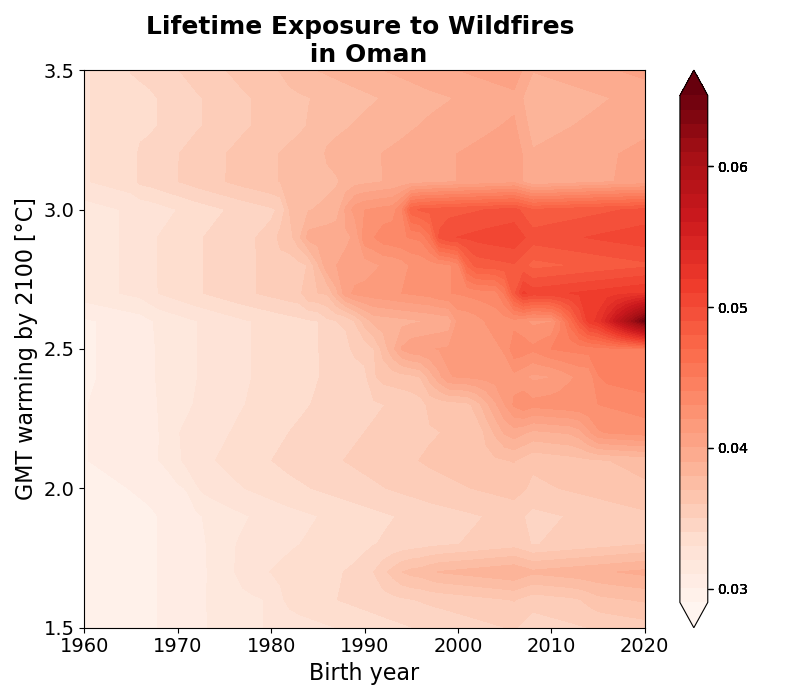 Lifetime Exposure to Wildfires
in Oman
3.5
3.0
2.5
2.0
1.5
GMT warming by 2100 [°C]
1960 1970 1980 1990 2000 2010 2020
Birth year
0.06
0.05
0.04
0.03